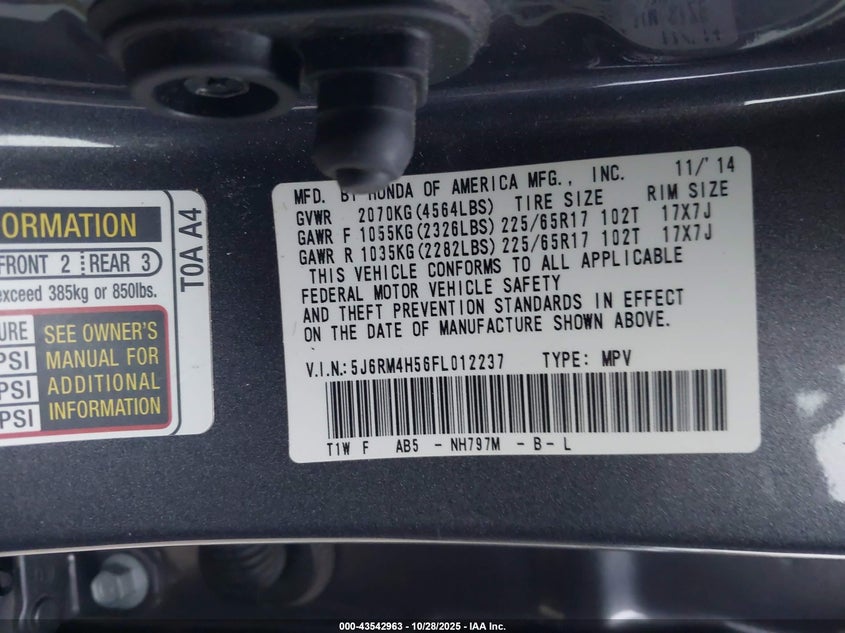 ORMATION
FRONT 2 REAR 3
exceed 385kg or 850lbs.
URE
PSI
PSI
PSI
SEE OWNER'S
MANUAL FOR
ADDITIONAL
INFORMATION
T0A A4
MFD. BY HONDA OF AMERICA MFG., INC. 11/'14
GVWR 2070KG(4564LBS) TIRE SIZE RIM SIZE
GAWR F 1055KG(2326LBS) 225/65R17 102T 17X7J
GAWR R 1035KG(2282LBS) 225/65R17 102T 17X7J
THIS VEHICLE CONFORMS TO ALL APPLICABLE
FEDERAL MOTOR VEHICLE SAFETY
AND THEFT PREVENTION STANDARDS IN EFFECT
ON THE DATE OF MANUFACTURE SHOWN ABOVE.
V.I.N.: 5J6RM4H56FL012237 TYPE: MPV
T1W F AB5 - NH797M - B - L
000-43542963 - 10/28/2025 - IAA Inc.